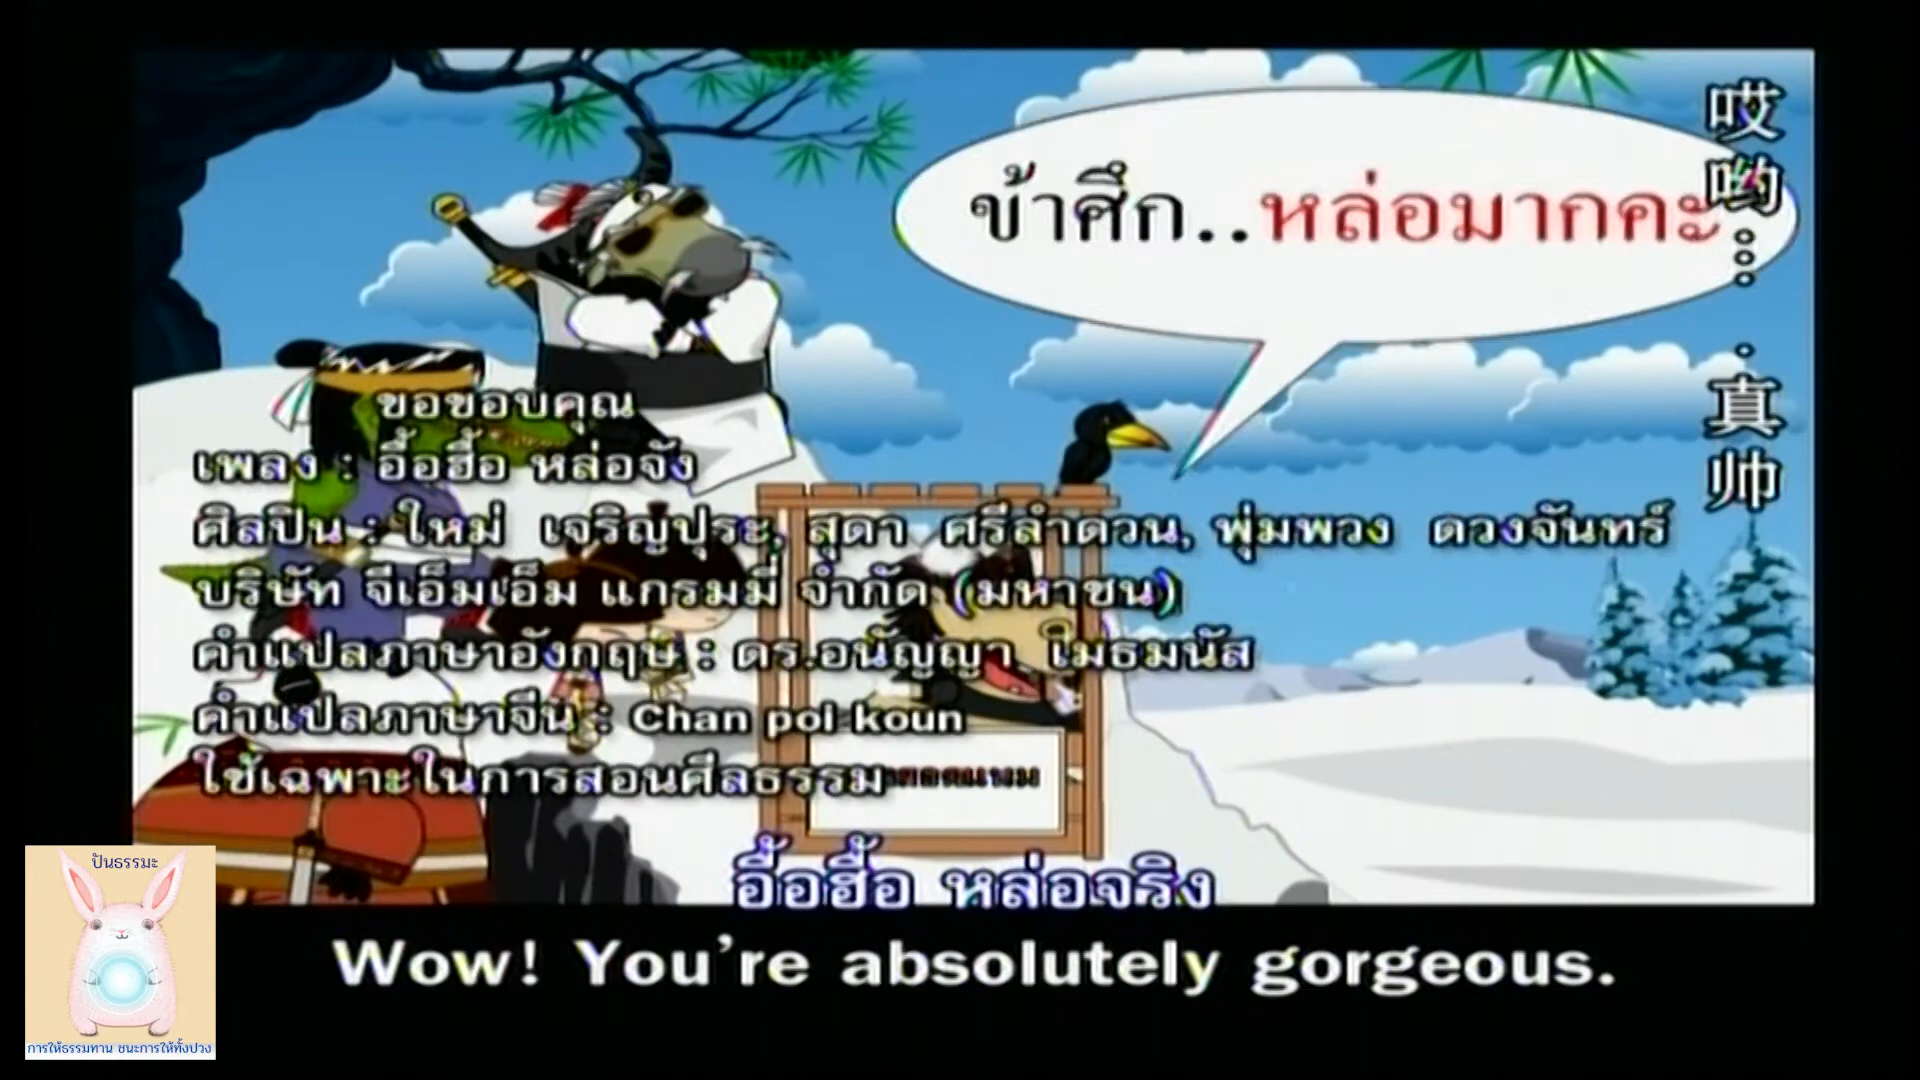 ข้าศึก..หล่อมากคะ
哎哟……真帅
ขอขอบคุณ
เพลง : อื้อฮื้อ หล่อจัง
ศิลปิน : ใหม่ เจริญปุระ, สุดา ศรีลำดวน, พุ่มพวง ดวงจันทร์
บริษัท จีเอ็มเอ็ม แกรมมี่ จำกัด (มหาชน)
คำแปลภาษาอังกฤษ : ดร.อนัญญา เมธมนัส
คำแปลภาษาจีน : Chan poi koun
ใช้เฉพาะในการสอนศีลธรรม
อื้อฮื้อ หล่อจริง
Wow! You're absolutely gorgeous.
ปันธรรมะ
การให้ธรรมทาน ชนะการให้ทั้งปวง